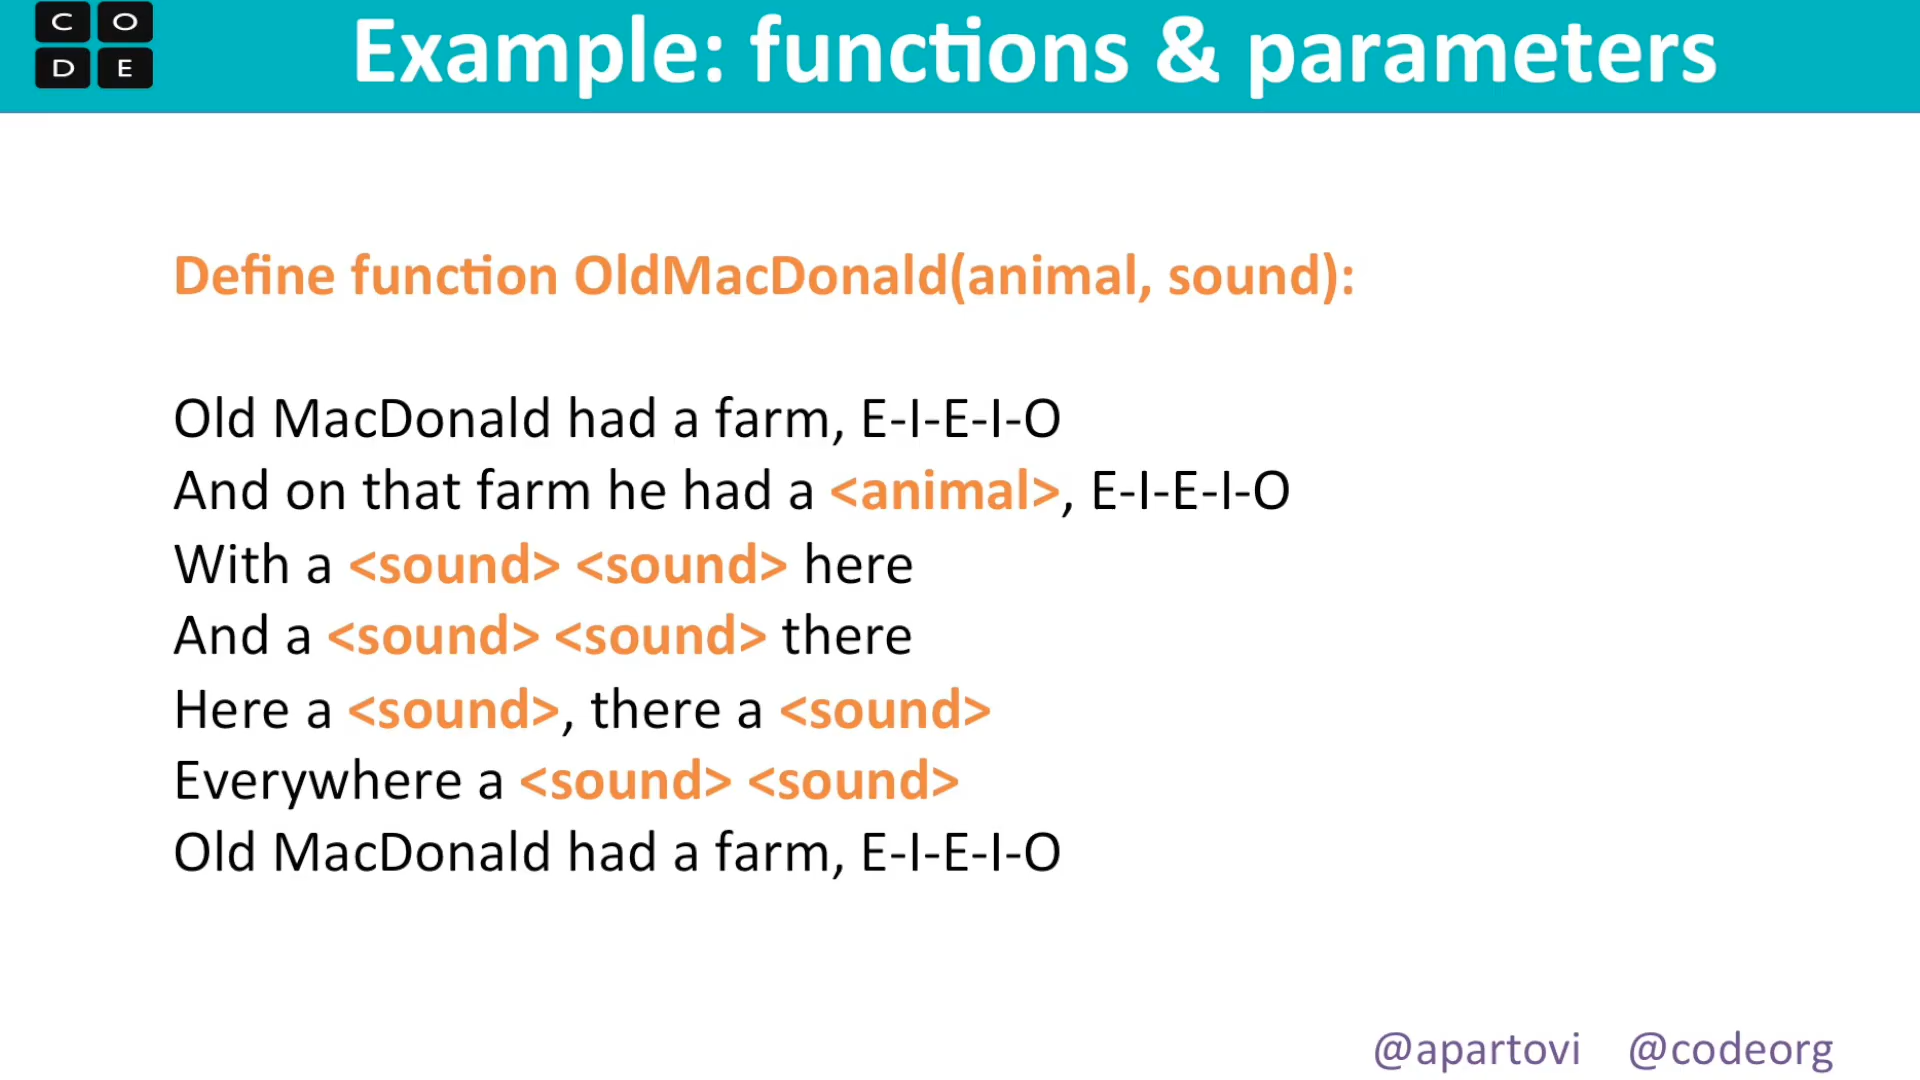 C O
D E
Example: functions & parameters
Define function OldMacDonald(animal, sound):
Old MacDonald had a farm, E-I-E-I-O
And on that farm he had a <animal>, E-I-E-I-O
With a <sound> <sound> here
And a <sound> <sound> there
Here a <sound>, there a <sound>
Everywhere a <sound> <sound>
Old MacDonald had a farm, E-I-E-I-O
@apartovi @codeorg